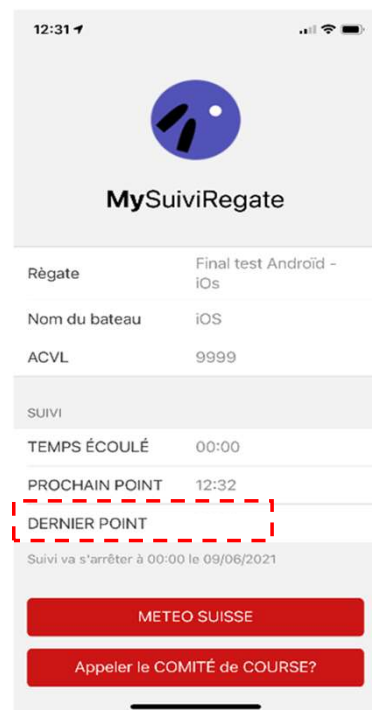 12:31
MySuiviRegate
Règate Final test Androïd -
iOs
Nom du bateau iOS
ACVL 9999
SUIVI
TEMPS ÉCOULÉ 00:00
PROCHAIN POINT 12:32
DERNIER POINT
Suivi va s'arrêter à 00:00 le 09/06/2021
METEO SUISSE
Appeler le COMITÉ de COURSE?